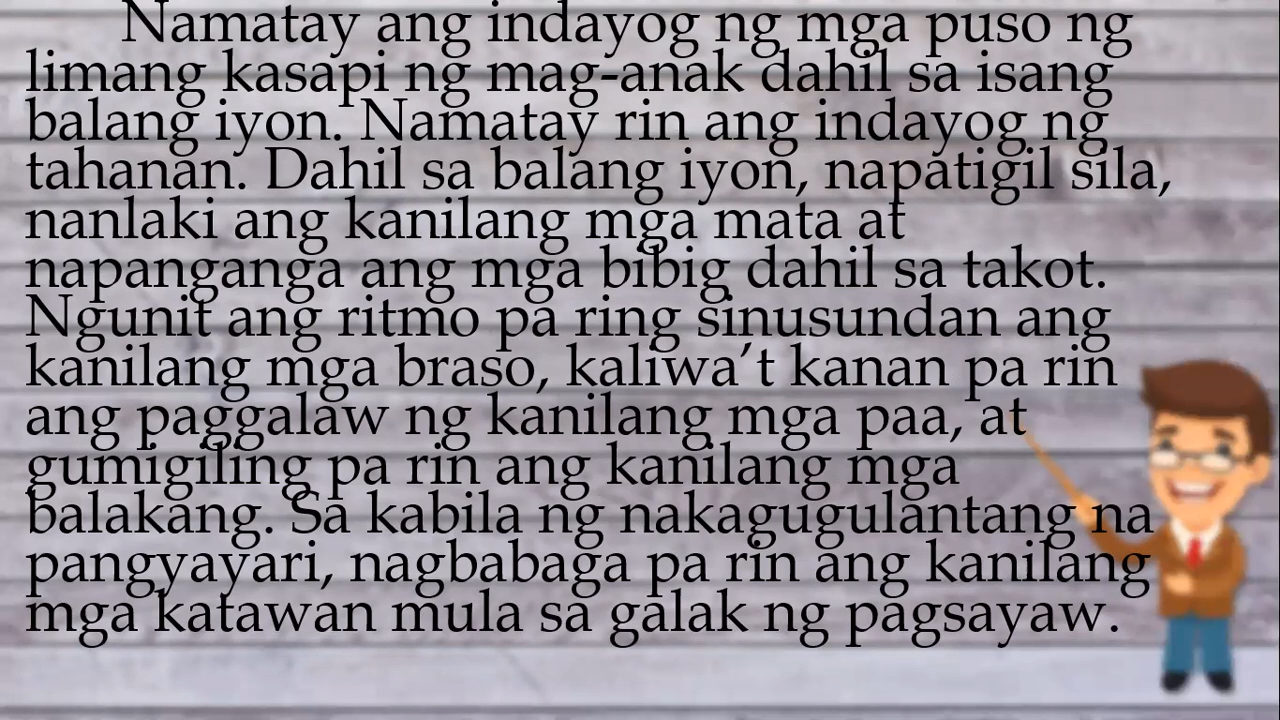 Namatay ang indayog ng mga puso ng
limang kasapi ng mag-anak dahil sa isang
balang iyon. Namatay rin ang indayog ng
tahanan. Dahil sa balang iyon, napatigil sila,
nanlaki ang kanilang mga mata at
napanganga ang mga bibig dahil sa takot.
Ngunit ang ritmo pa ring sinusundan ang
kanilang mga braso, kaliwa’t kanan pa rin
ang paggalaw ng kanilang mga paa, at
gumigiling pa rin ang kanilang mga
balakang. Sa kabila ng nakagugulantang na
pangyayari, nagbabaga pa rin ang kanilang
mga katawan mula sa galak ng pagsayaw.